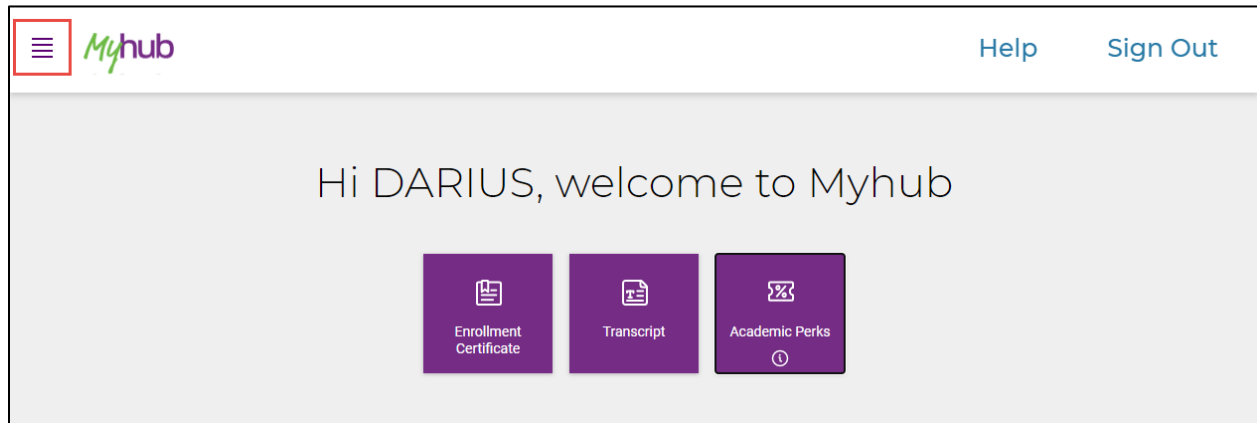 Myhub
Help
Sign Out
Hi DARIUS, welcome to Myhub
Enrollment
Certificate
Transcript
Academic Perks